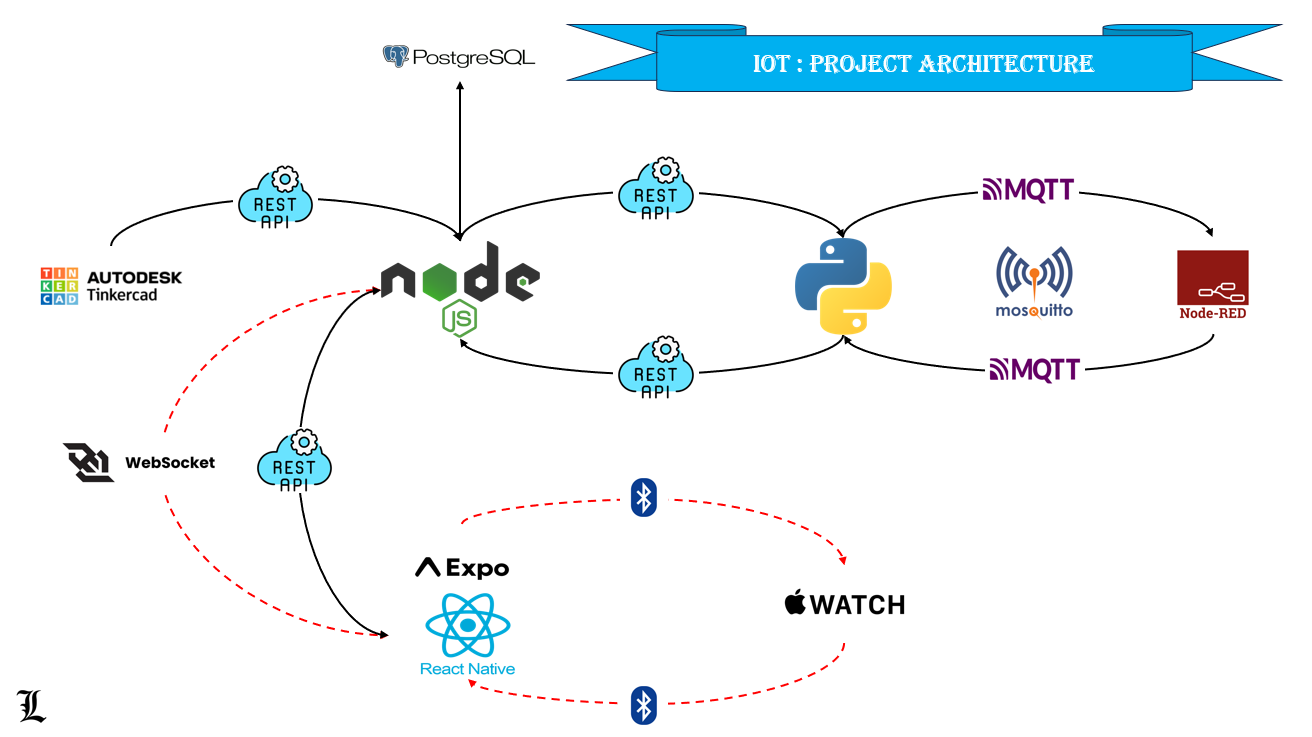 PostgreSQL
IOT : PROJECT ARCHITECTURE
REST
API
REST
API
MQTT
TIN
KER
CAD
AUTODESK
Tinkercad
node
JS
mosquitto
Node-RED
REST
API
MQTT
WebSocket
REST
API
Expo
WATCH
React Native
L